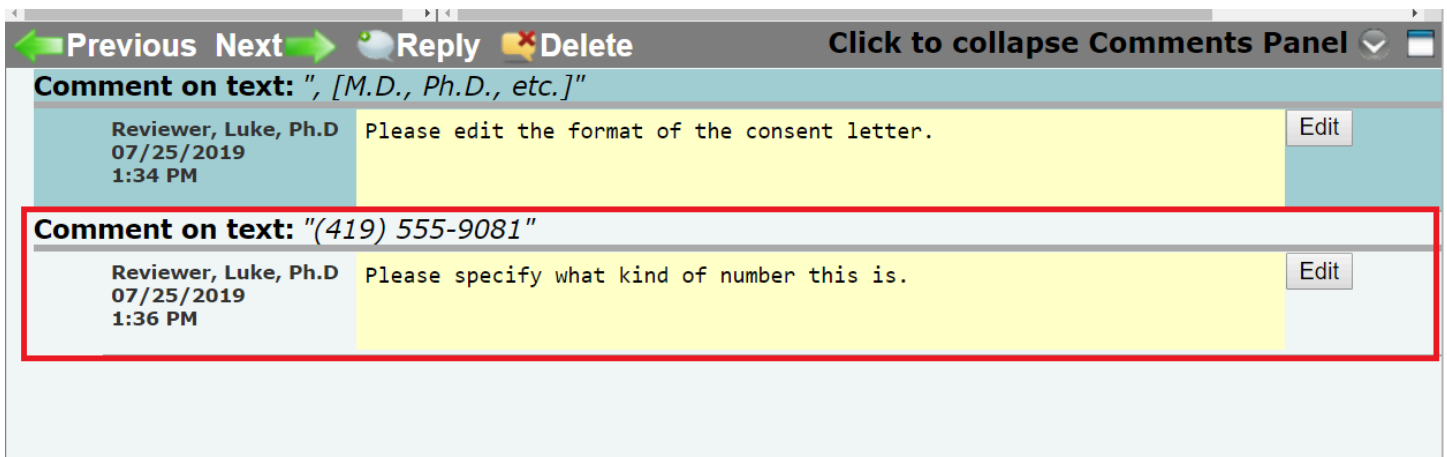 Previous Next Reply Delete Click to collapse Comments Panel
Comment on text: ", [M.D., Ph.D., etc.]"
Reviewer, Luke, Ph.D Please edit the format of the consent letter. Edit
07/25/2019
1:34 PM
Comment on text: "(419) 555-9081"
Reviewer, Luke, Ph.D Please specify what kind of number this is. Edit
07/25/2019
1:36 PM